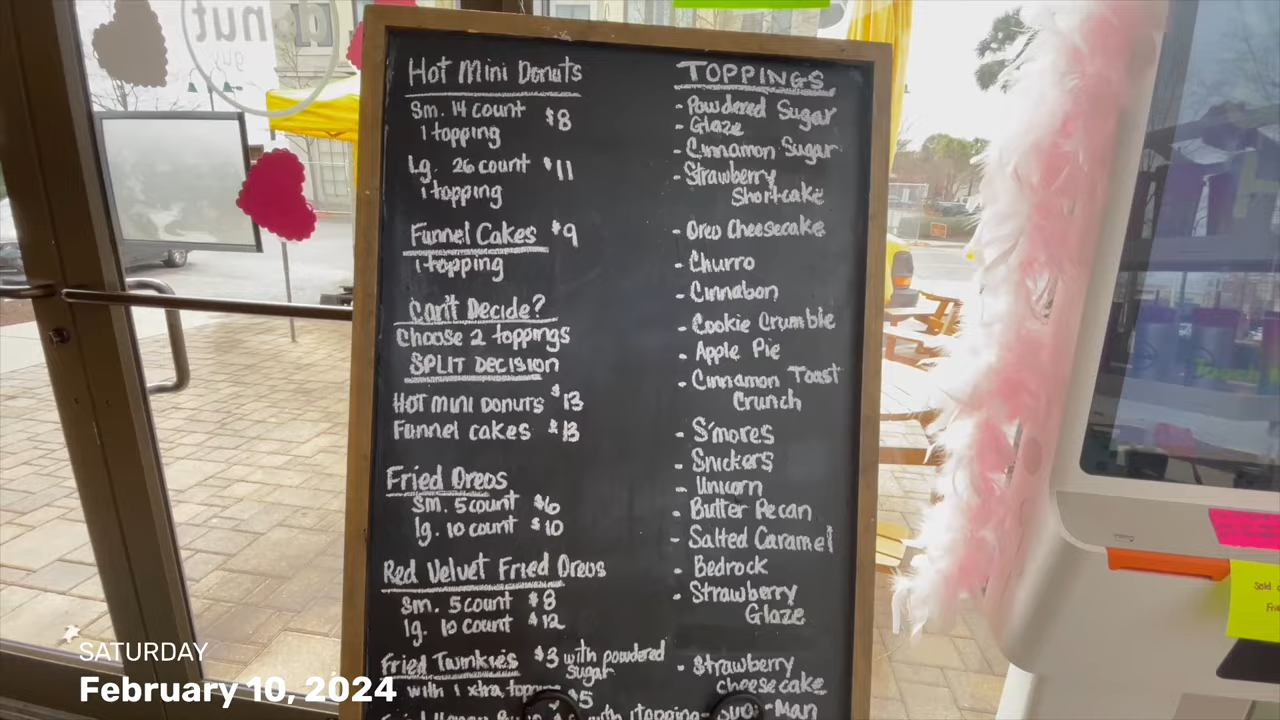 Hot Mini Donuts
Sm. 14 count $8
1 topping
Lg. 26 count $11
1 topping
Funnel Cakes $9
1 topping
Can't Decide?
Choose 2 toppings
SPLIT DECISION
HOT MINI DONUTS $13
Funnel cakes $13
Fried Oreos
Sm. 5 count $6
lg. 10 count $10
Red Velvet Fried Oreos
Sm. 5 count $8
lg. 10 count $12
Fried Twinkies $3 with powdered
sugar
with 1 xtra topping $5
with 1 topping
TOPPINGS
- Powdered Sugar
- Glaze
- Cinnamon Sugar
- Strawberry
Shortcake
- Oreo Cheesecake
- Churro
- Cinnabon
- Cookie Crumble
- Apple Pie
- Cinnamon Toast
Crunch
- S'mores
- Snickers
- Unicorn
- Butter Pecan
- Salted Caramel
- Bedrock
- Strawberry
Glaze
- Strawberry
cheesecake
-Man
SATURDAY
February 10, 2024